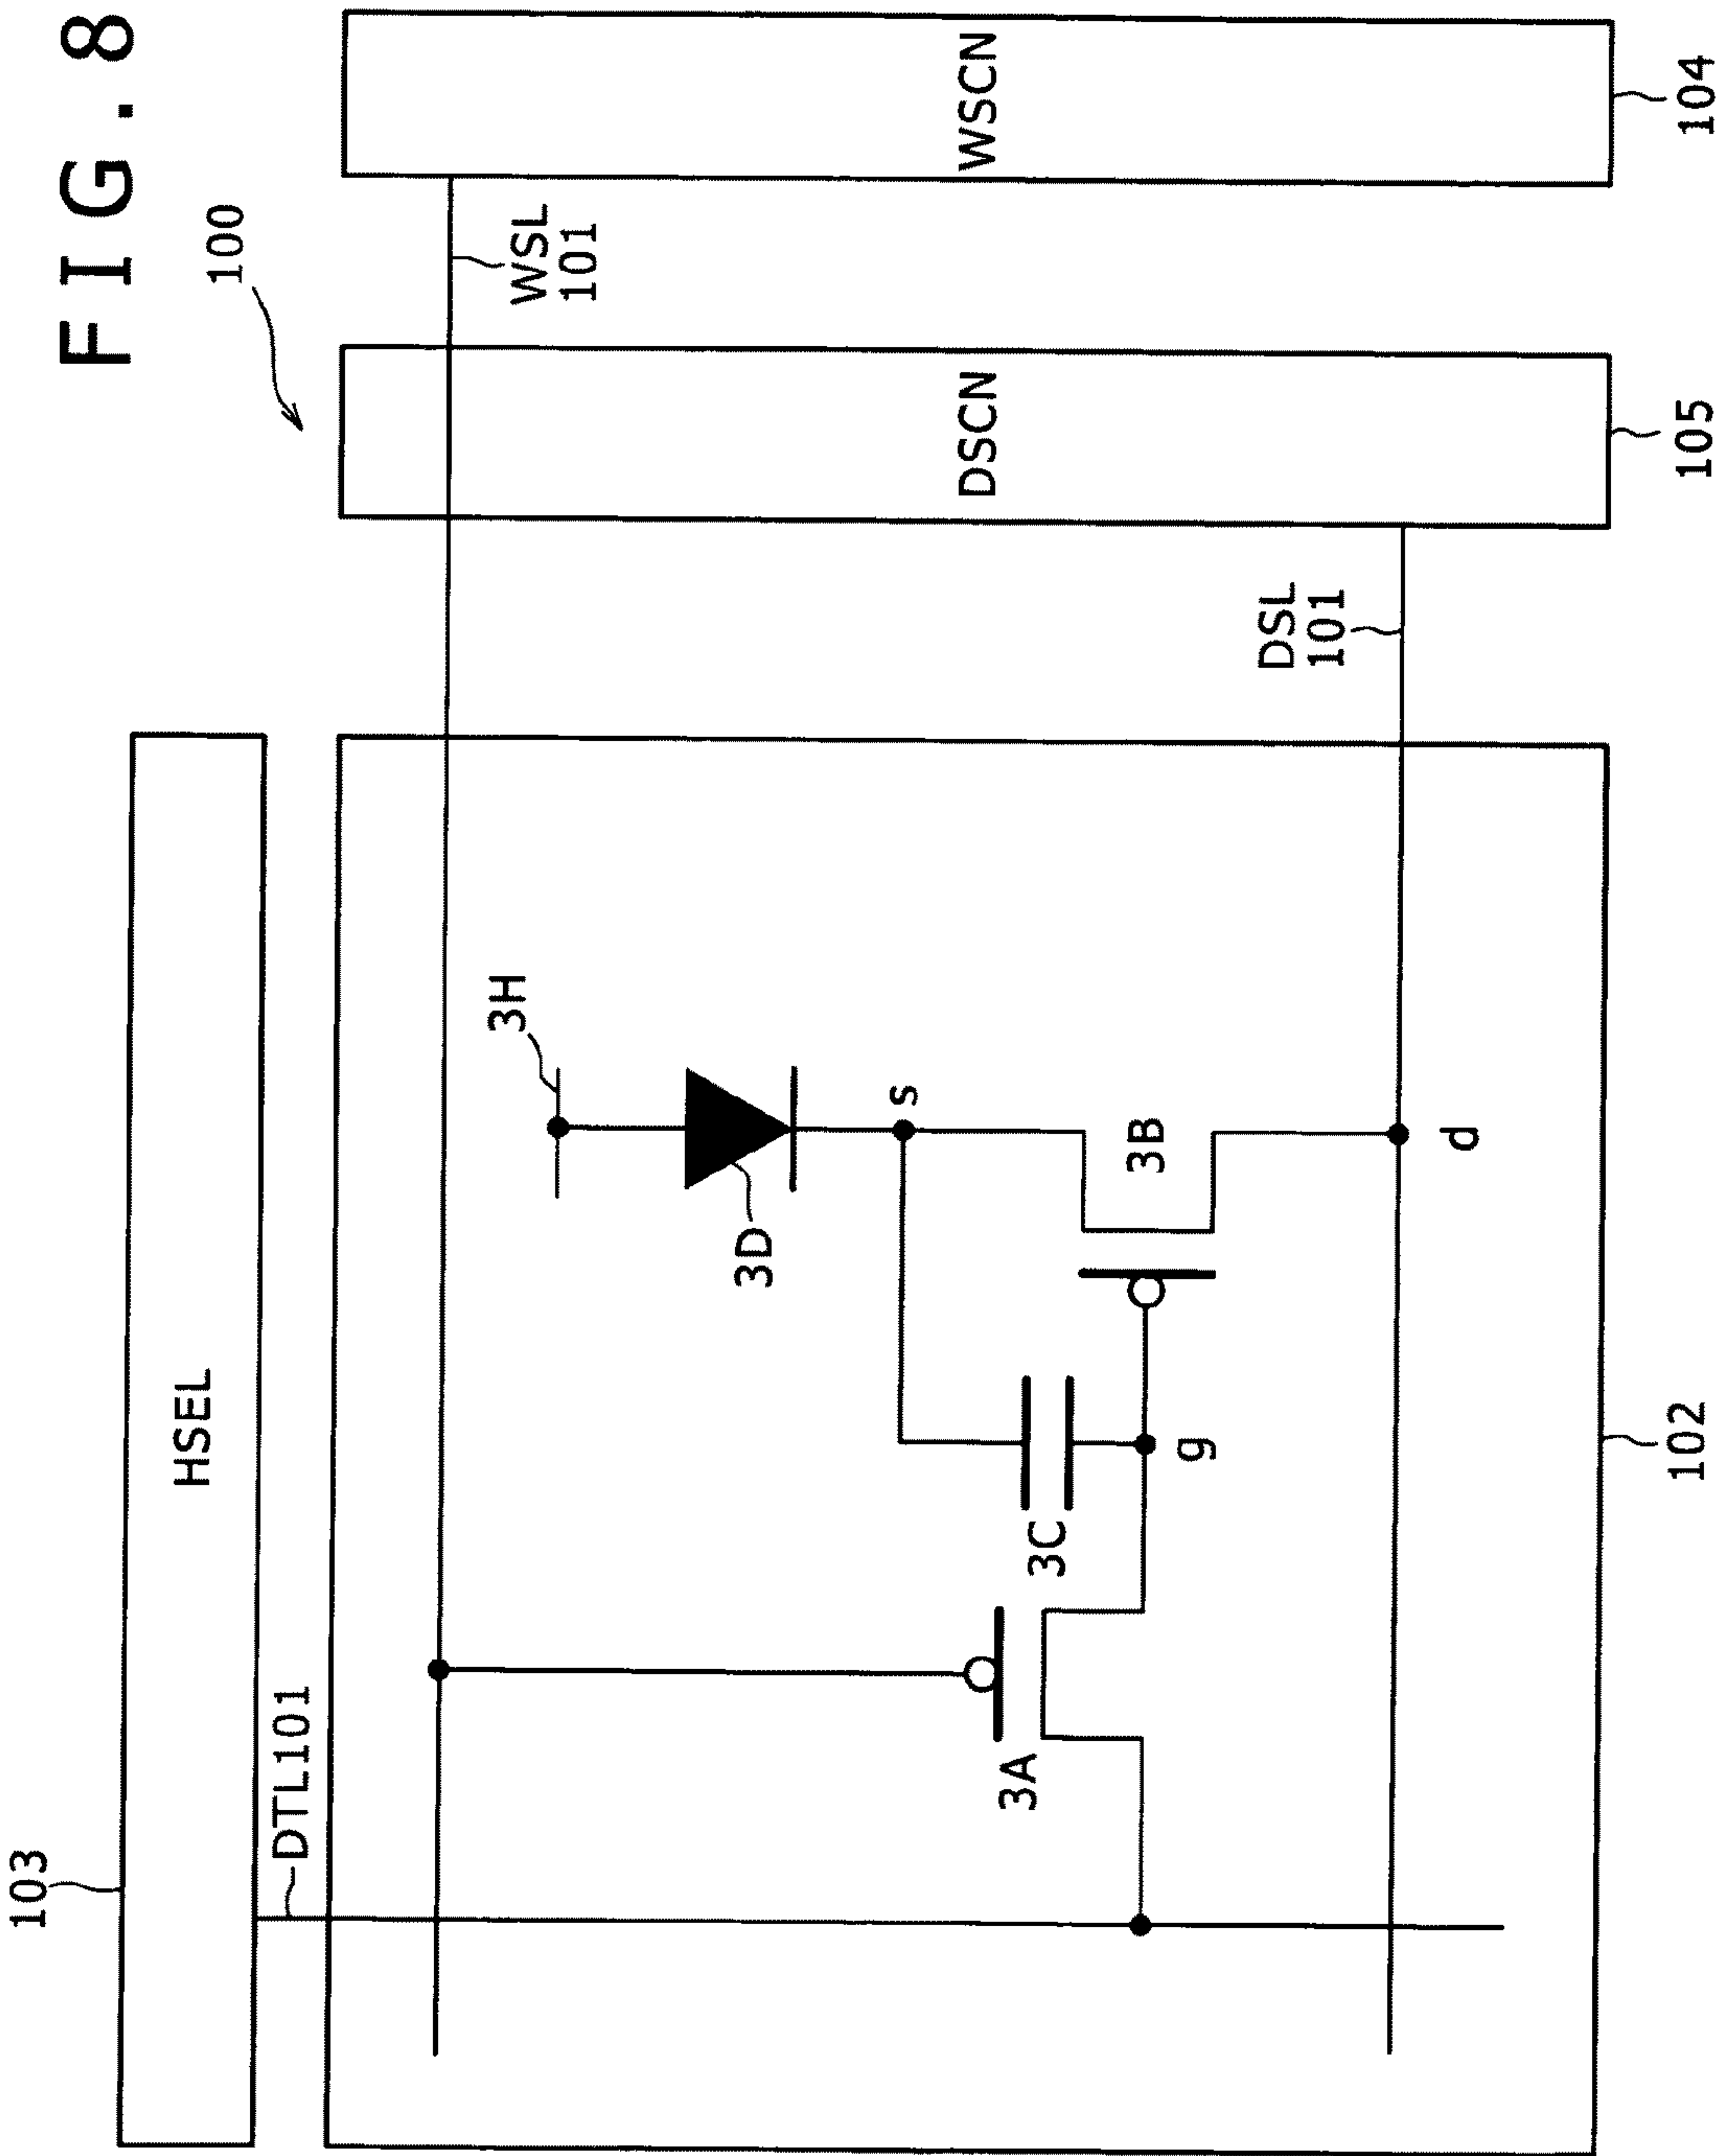 FIG. 8
100
103
HSEL
DTL101
WSL
101
3H
3D
s
3C
3B
3A
g
d
DSL
101
DSCN
WSCN
102
105
104